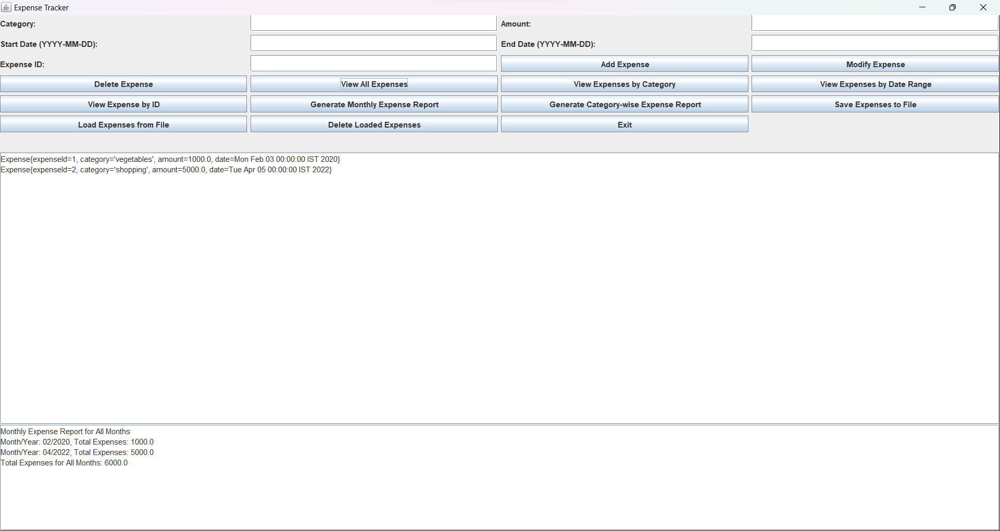 Expense Tracker
Category:
Amount:
Start Date (YYYY-MM-DD):
End Date (YYYY-MM-DD):
Expense ID:
Add Expense
Modify Expense
Delete Expense
View All Expenses
View Expenses by Category
View Expenses by Date Range
View Expense by ID
Generate Monthly Expense Report
Generate Category-wise Expense Report
Save Expenses to File
Load Expenses from File
Delete Loaded Expenses
Exit
Expense{expenseId=1, category='vegetables', amount=1000.0, date=Mon Feb 03 00:00:00 IST 2020}
Expense{expenseId=2, category='shopping', amount=5000.0, date=Tue Apr 05 00:00:00 IST 2022}
Monthly Expense Report for All Months
Month/Year: 02/2020, Total Expenses: 1000.0
Month/Year: 04/2022, Total Expenses: 5000.0
Total Expenses for All Months: 6000.0